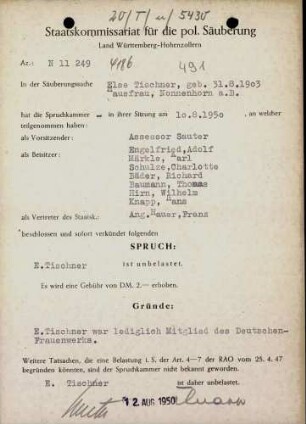 20/T/u/5430
Staatskommissariat für die pol. Säuberung
Land Württemberg-Hohenzollern
Az.: N 11 249 4186 491
In der Säuberungssache Else Tischner, geb. 31.8.1903
Hausfrau, Nonnenhorn a.B.
hat die Spruchkammer in ihrer Sitzung am 10.8.1950, an welcher
teilgenommen haben:
als Vorsitzender: Assessor Sauter
als Beisitzer: Engelfried, Adolf
Härkle, Karl
Schulze, Charlotte
Bäder, Richard
Baumann, Thomas
Hirn, Wilhelm
Knapp, Hans
als Vertreter des Staatsk.: Ang. Hauer, Franz
beschlossen und sofort verkündet folgenden
SPRUCH:
E.Tischner ist unbelastet.
Es wird eine Gebühr von DM. 2.— erhoben.
Gründe:
E.Tischner war lediglich Mitglied des Deutschen-
Frauenwerks.
Weitere Tatsachen, die eine Belastung i. S. der Art. 4—7 der RAO vom 25. 4. 47
begründen könnten, sind der Spruchkammer nicht bekannt geworden.
E. Tischner ist daher unbelastet.
12. AUG 1950